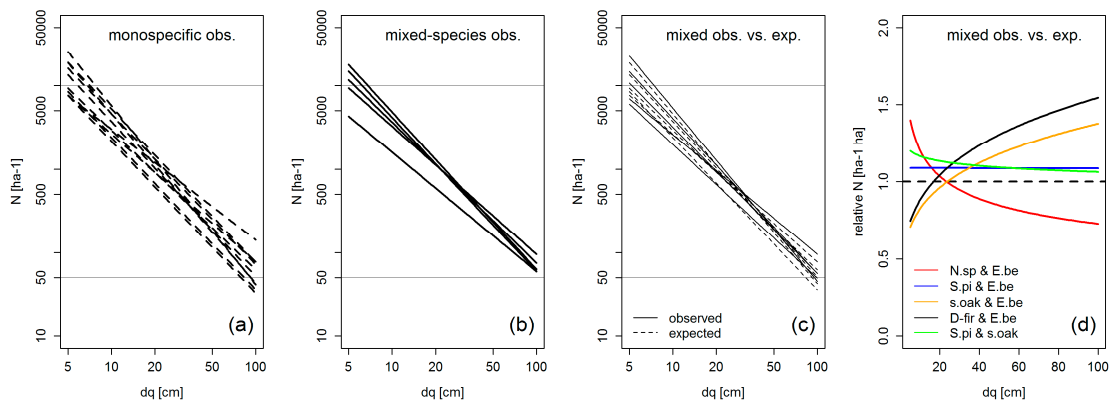 monospecific obs.
N [ha-1]
50000
5000
500
50
10
(a)
5 10 20 50 100
dq [cm]
mixed-species obs.
N [ha-1]
50000
5000
500
50
10
(b)
5 10 20 50 100
dq [cm]
mixed obs. vs. exp.
N [ha-1]
50000
5000
500
50
10
observed
expected
(c)
5 10 20 50 100
dq [cm]
mixed obs. vs. exp.
relative N [ha-1 ha]
2.0
1.5
1.0
0.5
0.0
N.sp & E.be
S.pi & E.be
s.oak & E.be
D-fir & E.be
S.pi & s.oak
(d)
20 40 60 80 100
dq [cm]